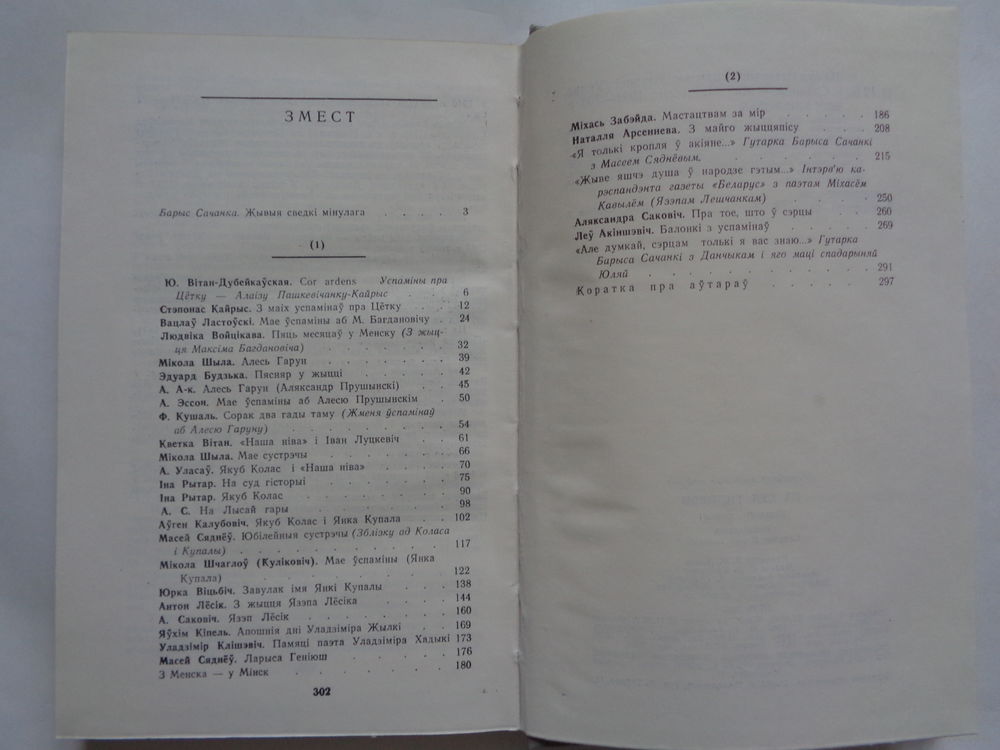 ЗМЕСТ
Барыс Сачанка. Жывыя сведкі мінулага . . . . 3
(1)
Ю. Вітан-Дубейкаўская. Cor ardens Успаміны пра
Цётку — Алаізу Пашкевічанку-Кайрыс . . . 6
Стэпонас Кайрыс. З маіх успамінаў пра Цётку . . 12
Вацлаў Ластоўскі. Мае ўспаміны аб М. Багдановічу . 24
Людвіка Войцікава. Пяць месяцаў у Менску (З жыц-
ця Максіма Багдановіча) . . . . . . . 32
Мікола Шыла. Алесь Гарун . . . . . . 39
Эдуард Будзька. Пясняр у жыцці . . . . . 42
А. А-к. Алесь Гарун (Аляксандр Прушынскі) . . 45
А. Эссон. Мае ўспаміны аб Алесю Прушынскім . 50
Ф. Кушаль. Сорак два гады таму (Жменя ўспамінаў
аб Алесю Гаруну) . . . . . . . . 54
Кветка Вітан. «Наша ніва» і Іван Луцкевіч . . 61
Мікола Шыла. Мае сустрэчы . . . . . . 66
А. Уласаў. Якуб Колас і «Наша ніва» . . . . 70
Іна Рытар. На суд гісторыі . . . . . . 75
Іна Рытар. Якуб Колас . . . . . . . 90
А. С. На Лысай гары . . . . . . . 98
Аўген Калубовіч. Якуб Колас і Янка Купала . . 102
Масей Сяднёў. Юбілейныя сустрэчы (Зблізку ад Коласа
і Купалы) . . . . . . . . . . 117
Мікола Шчаглоў (Куліковіч). Мае ўспаміны (Янка
Купала) . . . . . . . . . . 122
Юрка Віцьбіч. Завулак імя Янкі Купалы . . . 138
Антон Лёсік. З жыцця Язэпа Лёсіка . . . . 144
А. Саковіч. Язэп Лёсік . . . . . . . 160
Яўхім Кіпель. Апошнія дні Уладзіміра Жылкі . . 169
Уладзімір Клішэвіч. Памяці паэта Уладзіміра Хадыкі 173
Масей Сяднёў. Ларыса Геніюш . . . . . 176
З Менска — у Мінск . . . . . . . . 180
302
(2)
Міхась Забэйда. Мастацтвам за мір . . . . . 186
Наталля Арсеннева. З майго жыццяпісу . . . 208
«Я толькі кропля ў акіяне...» Гутарка Барыса Сачанкі
з Масеем Сяднёвым. . . . . . . . 215
«Жыве яшчэ душа ў народзе гэтым...» Інтэрв'ю ка-
рэспандэнта газеты «Беларус» з паэтам Міхасём
Кавылём (Язэпам Лешчанкам) . . . . . 250
Аляксандра Саковіч. Пра тое, што ў сэрцы . . . 260
Леў Акіншэвіч. Балонкі з успамінаў . . . . 269
«Але думкай, сэрцам толькі я вас знаю...» Гутарка
Барыса Сачанкі з Данчыкам і яго маці спадарыняй
Юляй . . . . . . . . . . . 291
Коратка пра аўтараў . . . . . . . 297